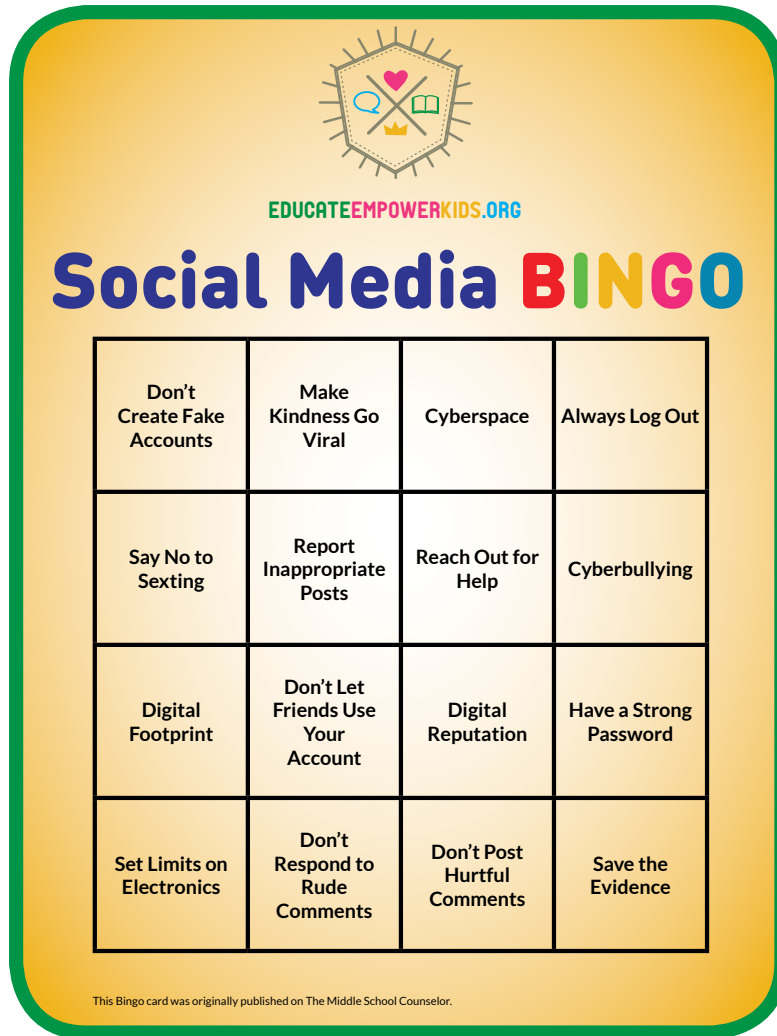 EDUCATEEMPOWERKIDS.ORG
Social Media BINGO
Don’t
Create Fake
Accounts
Make
Kindness Go
Viral
Cyberspace
Always Log Out
Say No to
Sexting
Report
Inappropriate
Posts
Reach Out for
Help
Cyberbullying
Digital
Footprint
Don’t Let
Friends Use
Your
Account
Digital
Reputation
Have a Strong
Password
Set Limits on
Electronics
Don’t
Respond to
Rude
Comments
Don’t Post
Hurtful
Comments
Save the
Evidence
This Bingo card was originally published on The Middle School Counselor.